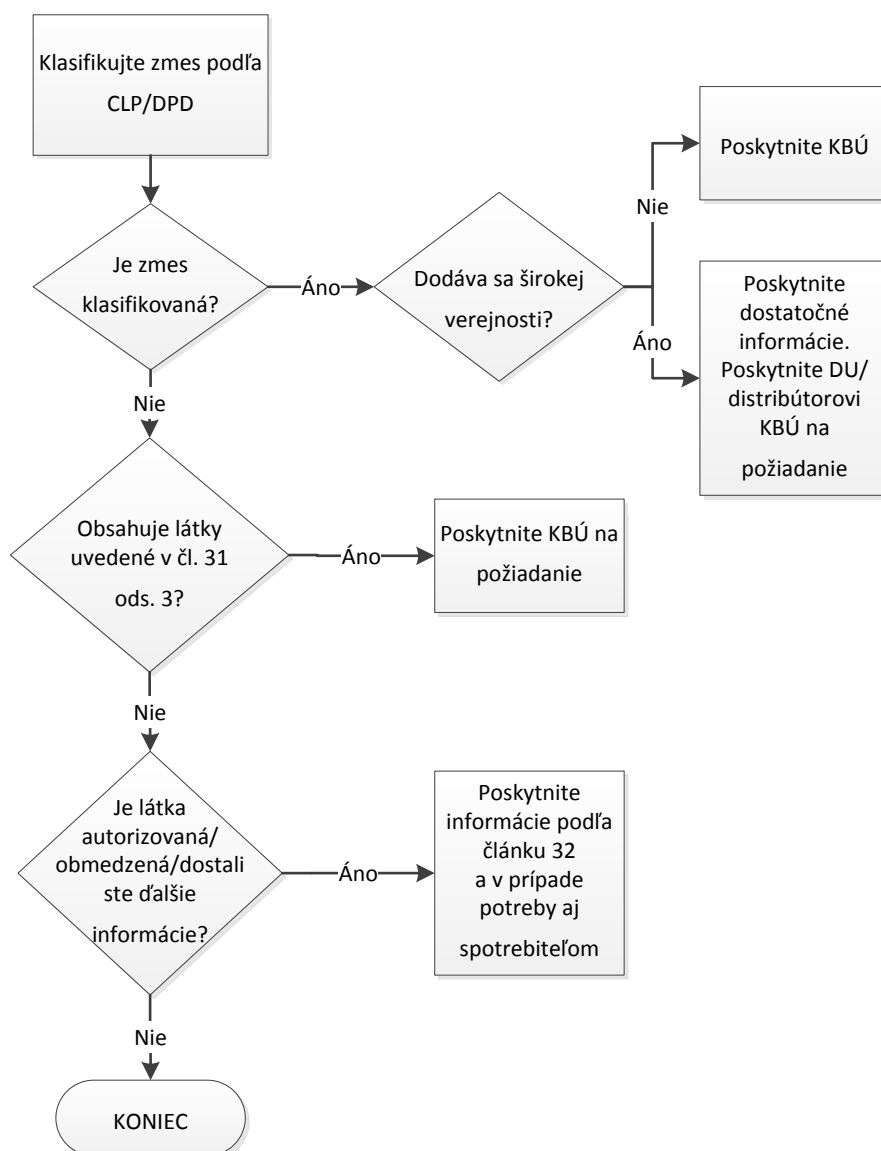 Klasifikujte zmes podľa
CLP/DPD
Je zmes
klasifikovaná?
Áno
Dodáva sa širokej
verejnosti?
Nie
Poskytnite KBÚ
Áno
Poskytnite
dostatočné
informácie.
Poskytnite DU/
distribútorovi
KBÚ na
požiadanie
Nie
Obsahuje látky
uvedené v čl. 31
ods. 3?
Áno
Poskytnite KBÚ na
požiadanie
Nie
Je látka
autorizovaná/
obmedzená/dostali
ste ďalšie
informácie?
Áno
Poskytnite
informácie podľa
článku 32
a v prípade
potreby aj
spotrebiteľom
Nie
KONIEC